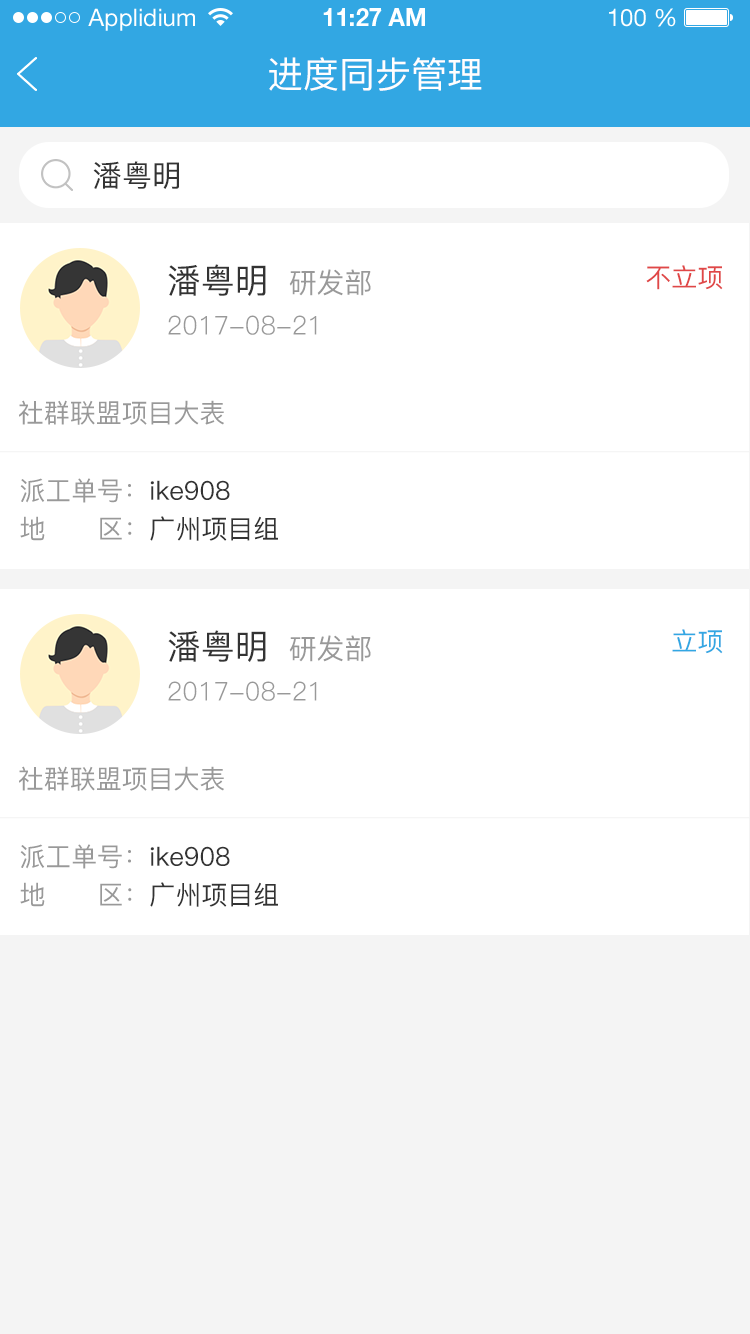 Applidium 11:27 AM 100 %
进度同步管理
潘粤明
潘粤明 研发部 不立项
2017-08-21
社群联盟项目大表
派工单号：ike908
地 区：广州项目组
潘粤明 研发部 立项
2017-08-21
社群联盟项目大表
派工单号：ike908
地 区：广州项目组